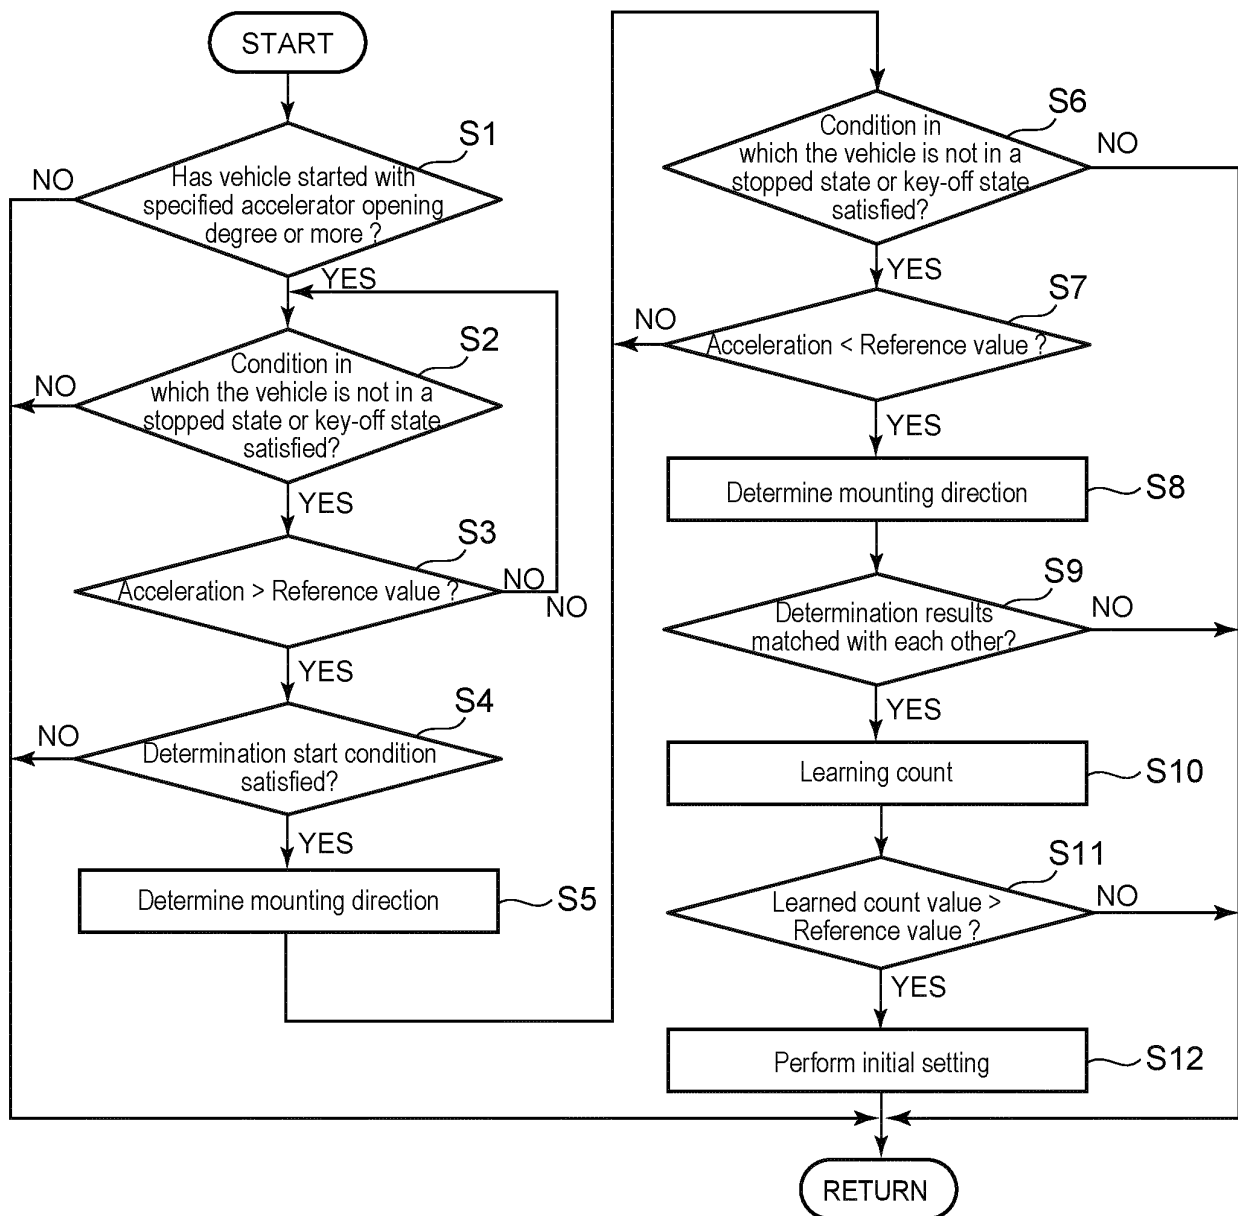 START
S1
NO
Has vehicle started with
specified accelerator opening
degree or more ?
YES
S2
NO
Condition in
which the vehicle is not in a
stopped state or key-off state
satisfied?
YES
S3
Acceleration > Reference value ?
NO
NO
YES
S4
NO
Determination start condition
satisfied?
YES
Determine mounting direction
S5
S6
Condition in
which the vehicle is not in a
stopped state or key-off state
satisfied?
NO
YES
S7
NO
Acceleration < Reference value ?
YES
Determine mounting direction
S8
S9
Determination results
matched with each other?
NO
YES
Learning count
S10
S11
Learned count value >
Reference value ?
NO
YES
Perform initial setting
S12
RETURN